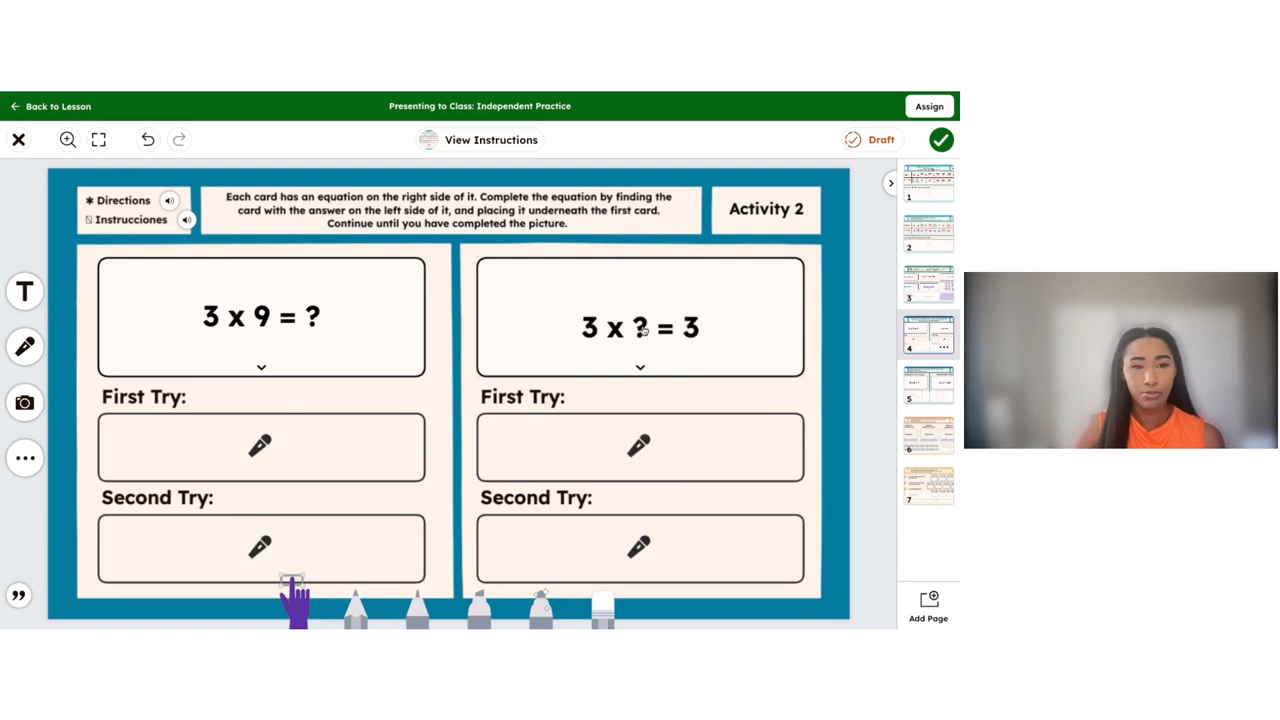 Back to Lesson
Presenting to Class: Independent Practice
Assign
View Instructions
Draft
✱ Directions
Instrucciones
Each card has an equation on the right side of it. Complete the equation by finding the
card with the answer on the left side of it, and placing it underneath the first card.
Continue until you have completed the picture.
Activity 2
3 x 9 = ?
3 x ? = 3
First Try:
First Try:
Second Try:
Second Try:
T
1
2
3
4
5
6
7
Add Page